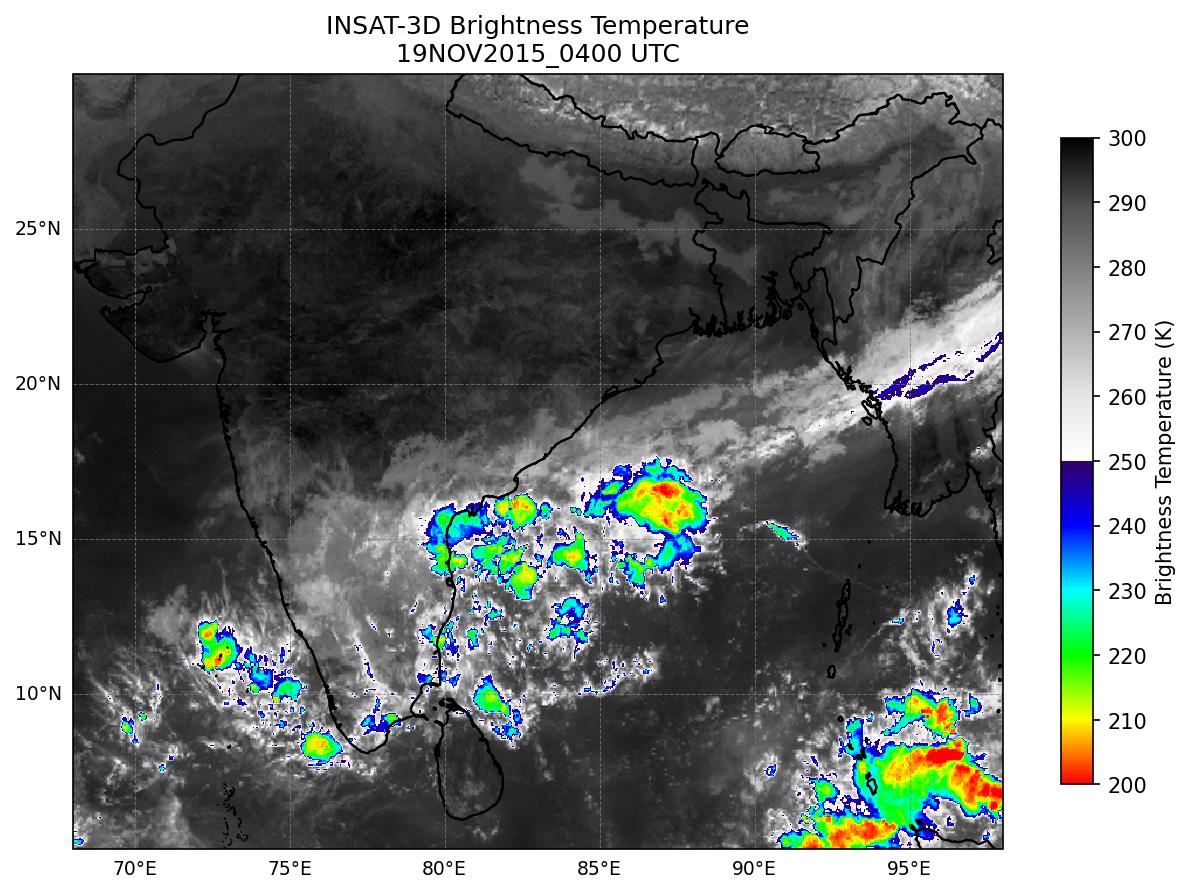 INSAT-3D Brightness Temperature
19NOV2015_0400 UTC
25°N
20°N
15°N
10°N
70°E
75°E
80°E
85°E
90°E
95°E
300
290
280
270
260
250
240
230
220
210
200
Brightness Temperature (K)